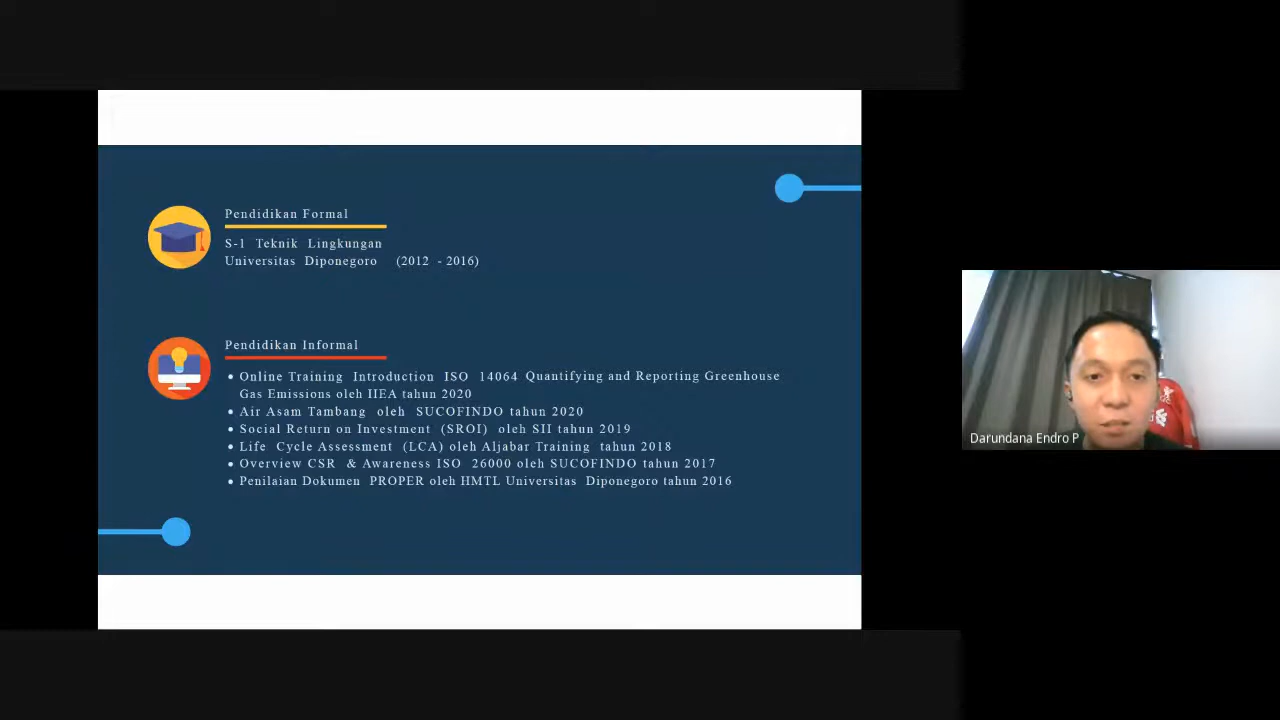 Pendidikan Formal
S-1 Teknik Lingkungan
Universitas Diponegoro (2012 - 2016)
Pendidikan Informal
• Online Training Introduction ISO 14064 Quantifying and Reporting Greenhouse
Gas Emissions oleh IIEA tahun 2020
• Air Asam Tambang oleh SUCOFINDO tahun 2020
• Social Return on Investment (SROI) oleh SII tahun 2019
• Life Cycle Assessment (LCA) oleh Aljabar Training tahun 2018
• Overview CSR & Awareness ISO 26000 oleh SUCOFINDO tahun 2017
• Penilaian Dokumen PROPER oleh HMTL Universitas Diponegoro tahun 2016
Darundana Endro P